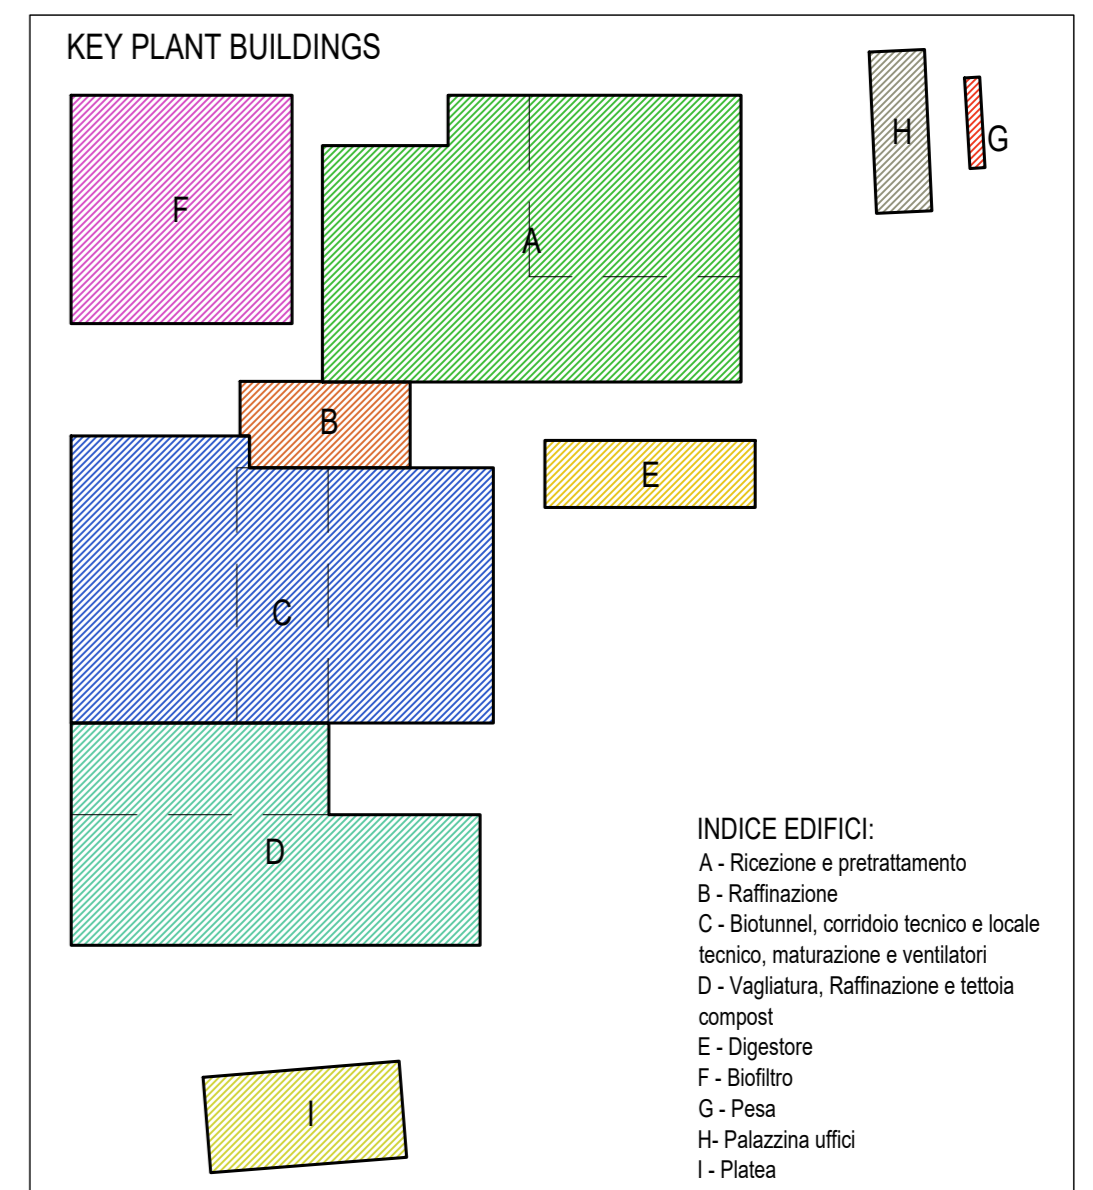 KEY PLANT BUILDINGS
H
G
F
A
B
E
C
D
I
INDICE EDIFICI:
A - Ricezione e pretrattamento
B - Raffinazione
C - Biotunnel, corridoio tecnico e locale
tecnico, maturazione e ventilatori
D - Vagliatura, Raffinazione e tettoia
compost
E - Digestore
F - Biofiltro
G - Pesa
H- Palazzina uffici
I - Platea